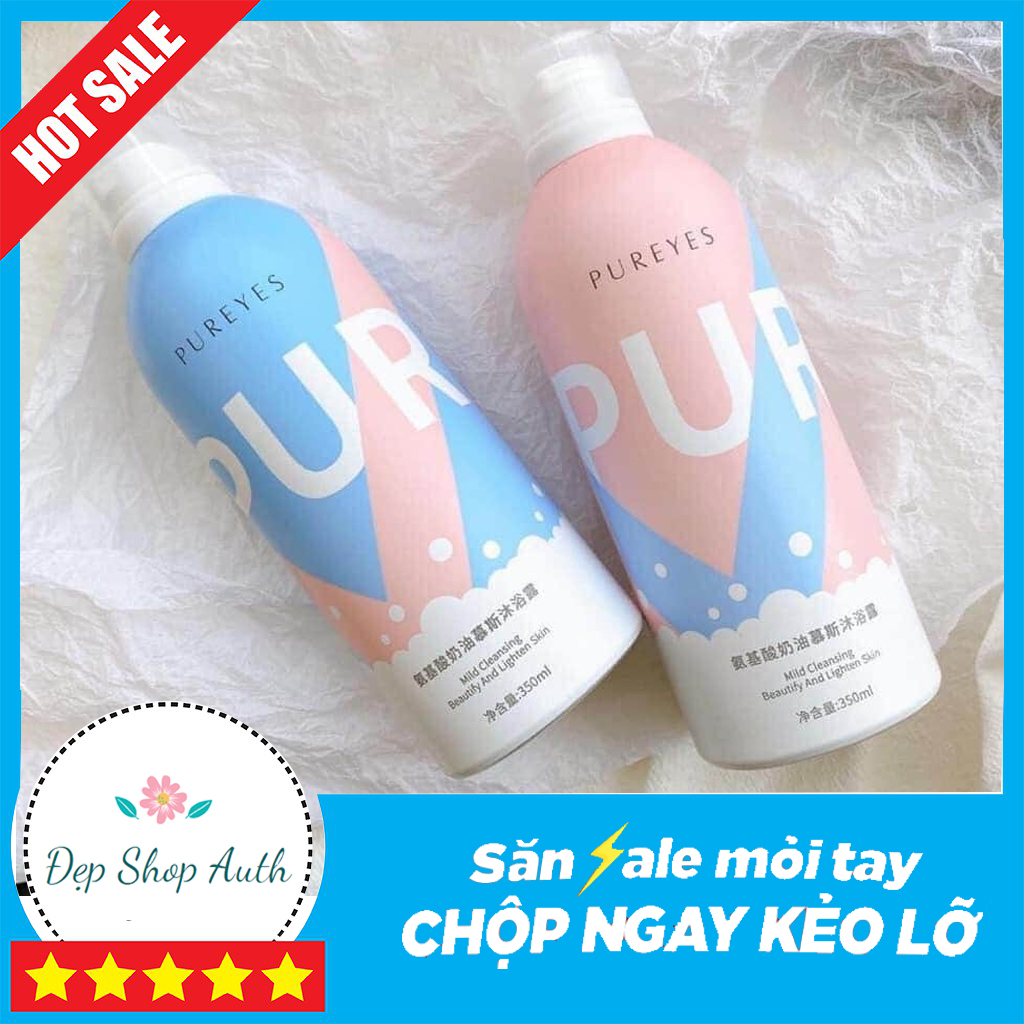 HOT SALE
PUREYES
PUR
氨基酸奶油慕斯沐浴露
Mild Cleansing
Beautify And Lighten Skin
净含量:350ml
PUREYES
PUR
氨基酸奶油慕斯沐浴露
Mild Cleansing
Beautify And Lighten Skin
净含量:350ml
Đẹp Shop Auth
Săn Sale mỏi tay
CHỘP NGAY KẺO LỠ